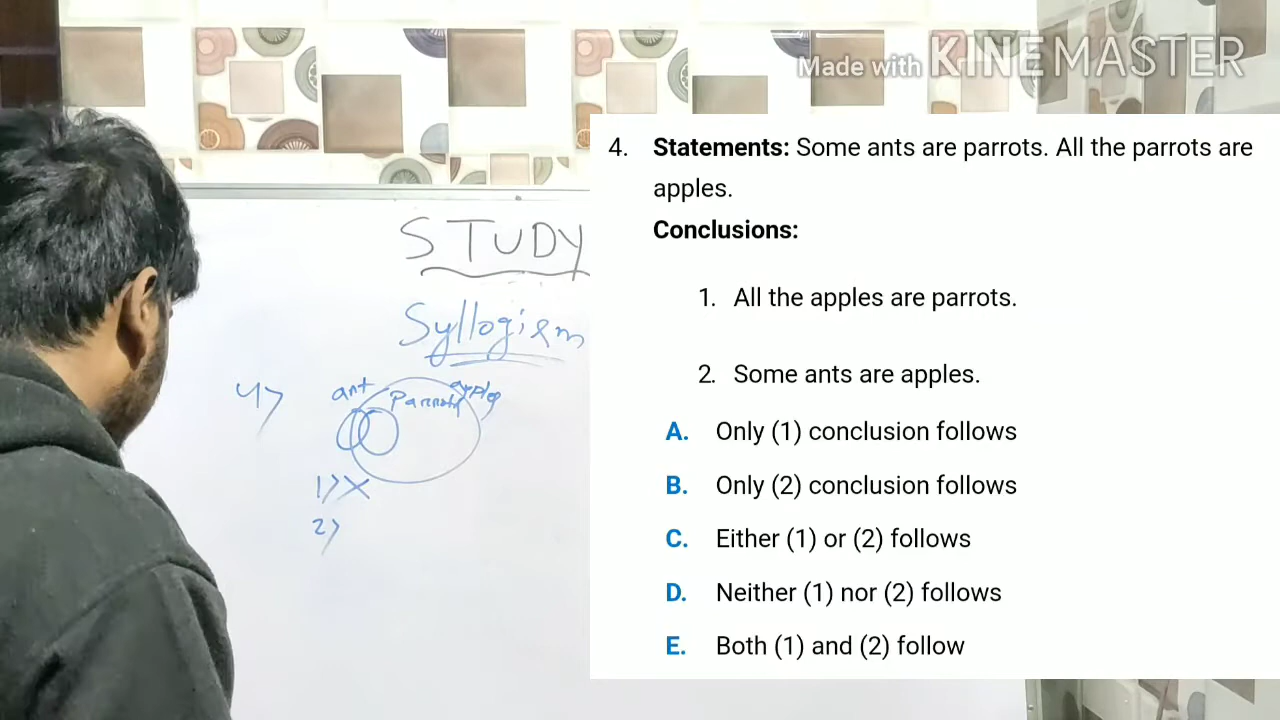 Made with KINEMASTER
4. Statements: Some ants are parrots. All the parrots are
apples.
Conclusions:
1. All the apples are parrots.
2. Some ants are apples.
A. Only (1) conclusion follows
B. Only (2) conclusion follows
C. Either (1) or (2) follows
D. Neither (1) nor (2) follows
E. Both (1) and (2) follow
STUDY
Syllogism
4>
ant
Parrots
apples
1> X
2>